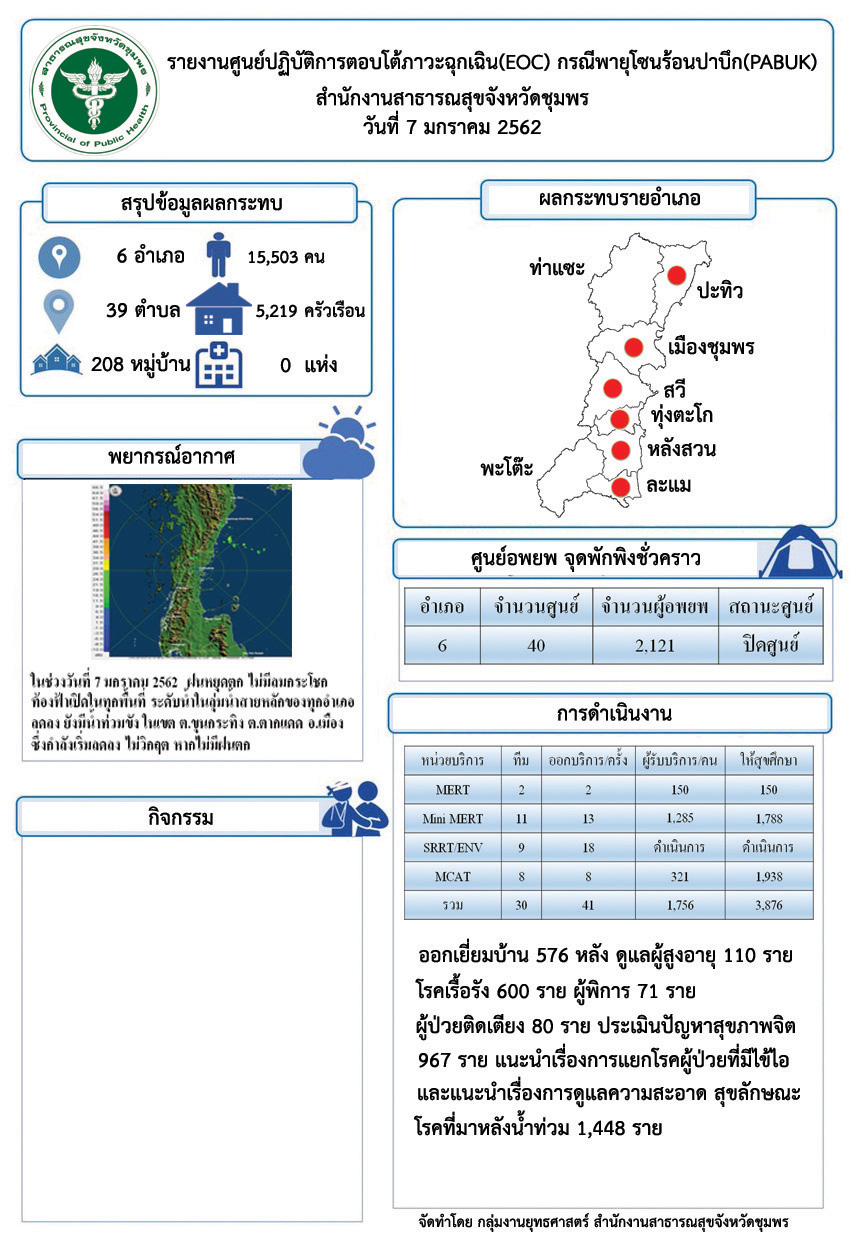 สาธารณสุขจังหวัดชุมพร
Provincial of Public Health
รายงานศูนย์ปฏิบัติการตอบโต้ภาวะฉุกเฉิน(EOC) กรณีพายุโซนร้อนปาบึก(PABUK)
สำนักงานสาธารณสุขจังหวัดชุมพร
วันที่ 7 มกราคม 2562
สรุปข้อมูลผลกระทบ
6 อำเภอ 15,503 คน
39 ตำบล 5,219 ครัวเรือน
208 หมู่บ้าน 0 แห่ง
พยากรณ์อากาศ
ในช่วงวันที่ 7 มกราคม 2562 ฝนหยุดตก ไม่มีลมกระโชก
ท้องฟ้าเปิดในทุกพื้นที่ ระดับน้ำในลุ่มน้ำสายหลักของทุกอำเภอ
ลดลง ยังมีน้ำท่วมขัง ในเขต ต.ขุนกระทิง ต.ตากแดด อ.เมือง
ซึ่งกำลังเริ่มลดลง ไม่วิกฤต หากไม่มีฝนตก
กิจกรรม
ผลกระทบรายอำเภอ
ท่าแซะ
ปะทิว
เมืองชุมพร
สวี
ทุ่งตะโก
หลังสวน
พะโต๊ะ
ละแม
ศูนย์อพยพ จุดพักพิงชั่วคราว
อำเภอ จำนวนศูนย์ จำนวนผู้อพยพ สถานะศูนย์
6 40 2,121 ปิดศูนย์
การดำเนินงาน
หน่วยบริการ ทีม ออกบริการ/ครั้ง ผู้รับบริการ/คน ให้สุขศึกษา
MERT 2 2 150 150
Mini MERT 11 13 1,285 1,788
SRRT/ENV 9 18 ดำเนินการ ดำเนินการ
MCAT 8 8 321 1,938
รวม 30 41 1,756 3,876
ออกเยี่ยมบ้าน 576 หลัง ดูแลผู้สูงอายุ 110 ราย
โรคเรื้อรัง 600 ราย ผู้พิการ 71 ราย
ผู้ป่วยติดเตียง 80 ราย ประเมินปัญหาสุขภาพจิต
967 ราย แนะนำเรื่องการแยกโรคผู้ป่วยที่มีไข้ไอ
และแนะนำเรื่องการดูแลความสะอาด สุขลักษณะ
โรคที่มาหลังน้ำท่วม 1,448 ราย
จัดทำโดย กลุ่มงานยุทธศาสตร์ สำนักงานสาธารณสุขจังหวัดชุมพร